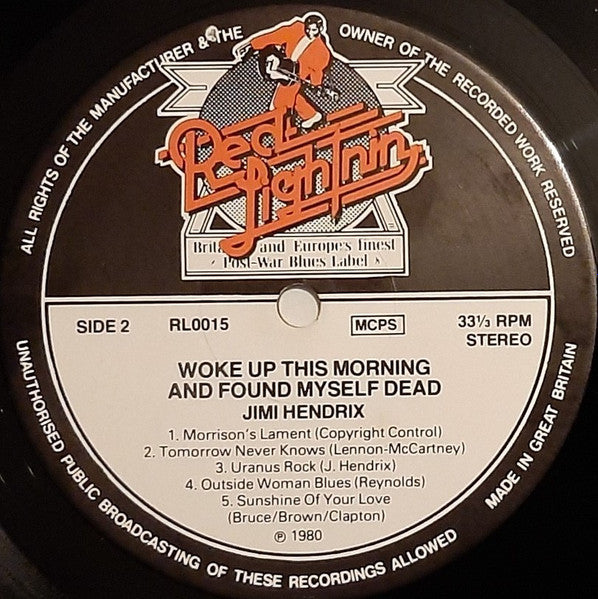 ALL RIGHTS OF THE MANUFACTURER & THE OWNER OF THE RECORDED WORK RESERVED
Red
Lightnin
and Europe's finest
Post-War Blues Label
SIDE 2 RL0015 MCPS 33⅓ RPM
STEREO
WOKE UP THIS MORNING
AND FOUND MYSELF DEAD
JIMI HENDRIX
1. Morrison's Lament (Copyright Control)
2. Tomorrow Never Knows (Lennon-McCartney)
3. Uranus Rock (J. Hendrix)
4. Outside Woman Blues (Reynolds)
5. Sunshine Of Your Love
(Bruce/Brown/Clapton)
℗ 1980
UNAUTHORISED PUBLIC BROADCASTING OF THESE RECORDINGS ALLOWED
MADE IN GREAT BRITAIN